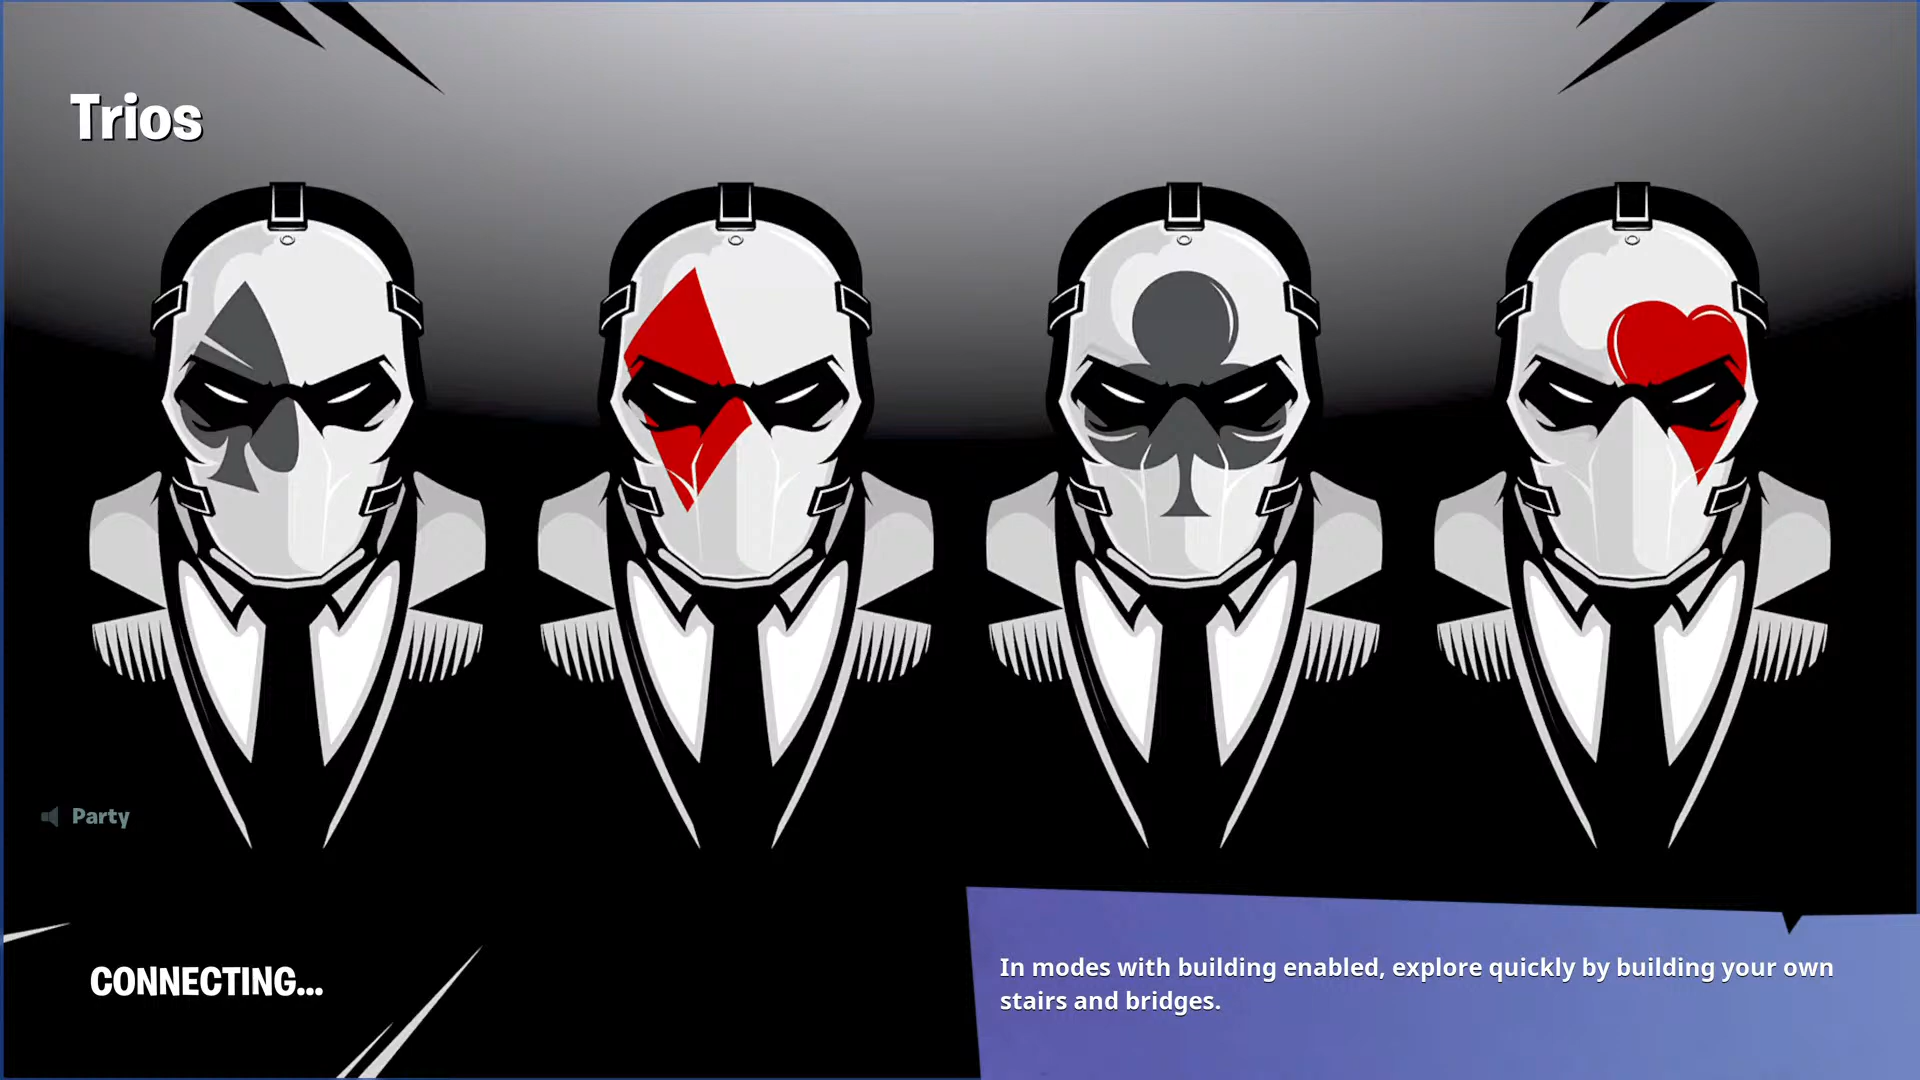 Trios
Party
CONNECTING...
In modes with building enabled, explore quickly by building your own
stairs and bridges.